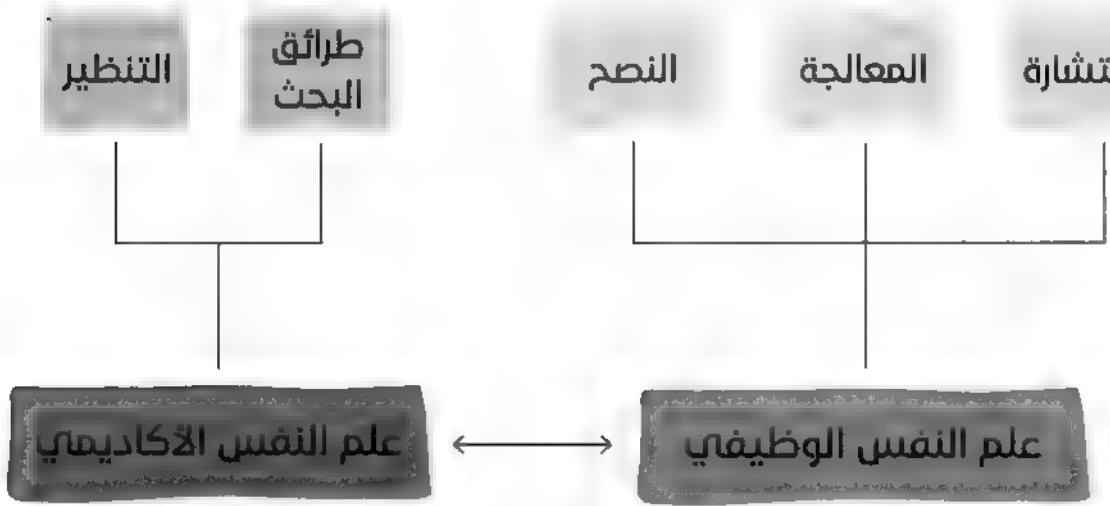 تشارة
المعالجة
النصح
طرائق
البحث
التنظير
علم النفس الوظيفي
علم النفس الأكاديمي